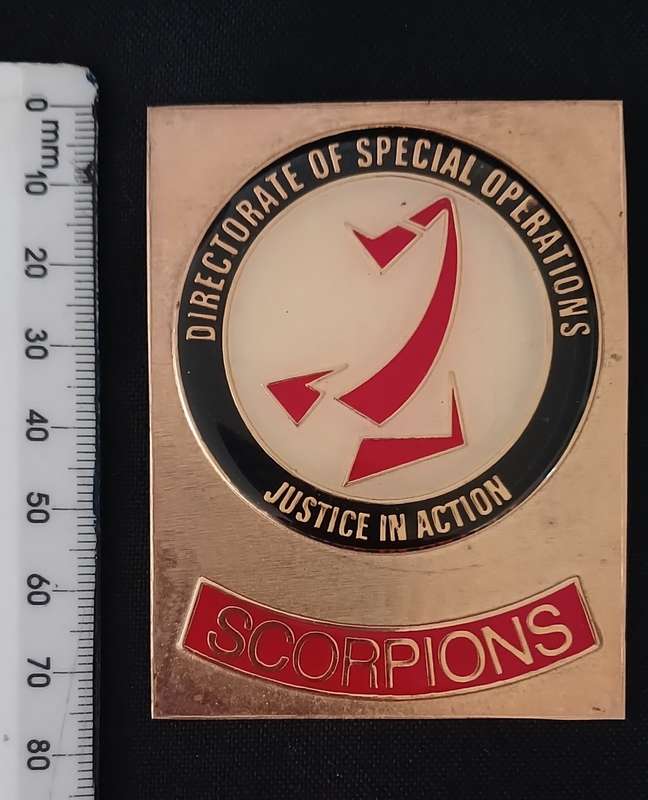 0 mm
10
20
30
40
50
60
70
80
DIRECTORATE OF SPECIAL OPERATIONS
JUSTICE IN ACTION
SCORPIONS